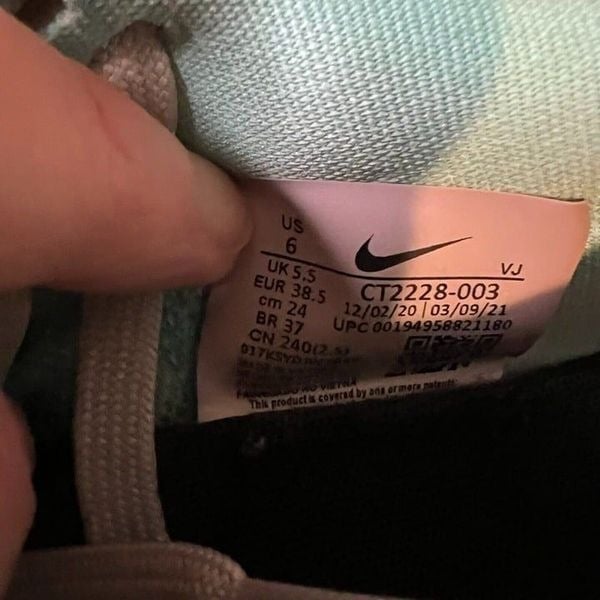 US
6
UK 5.5
EUR 38.5
cm 24
BR 37
CN 240(2.5)
VJ
CT2228-003
12/02/20 | 03/09/21
UPC 00194958821180
This product is covered by one or more patents